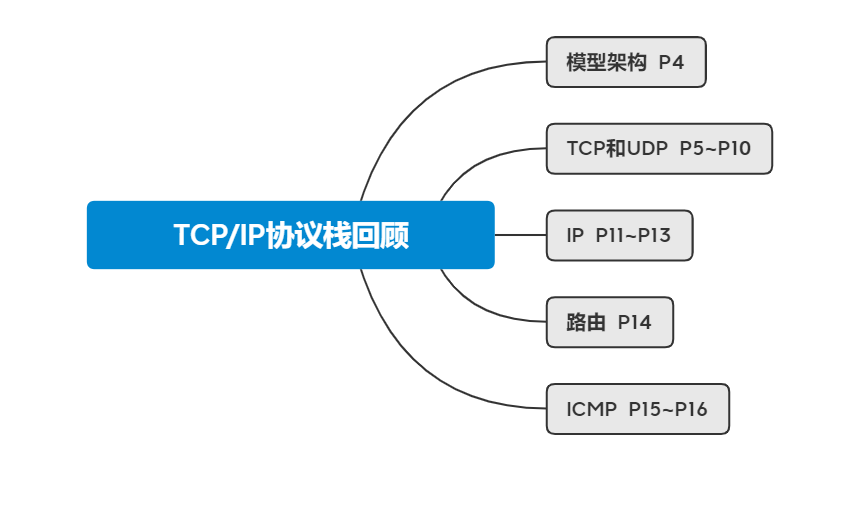 模型架构 P4
TCP和UDP P5~P10
TCP/IP协议栈回顾
IP P11~P13
路由 P14
ICMP P15~P16